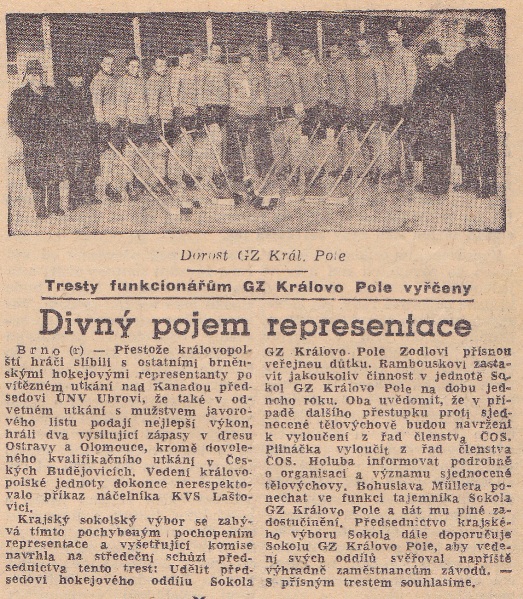 Dorost GZ Král. Pole
Tresty funkcionářům GZ Královo Pole vyřčeny
Divný pojem representace
Brno (r) — Přestože královopol-
ští hráči slíbili s ostatními brněn-
skými hokejovými representanty po
vítězném utkání nad Kanadou před-
sedovi ÚNV Ubrovi, že také v od-
vetném utkání s mužstvem javoro-
vého listu podají nejlepší výkon,
hráli dva vysilující zápasy v dresu
Ostravy a Olomouce, kromě dovole-
ného kvalifikačního utkání v Čes-
kých Budějovicích. Vedení královo-
polské jednoty dokonce nerespekto-
valo příkaz náčelníka KVS Lašto-
vici.
Krajský sokolský výbor se zabý-
vá tímto pochybeným pochopením
representace a vyšetřující komise
navrhla na středeční schůzi před-
sednictva tento trest: Udělit před-
sedovi hokejového oddílu Sokola
GZ Královo Pole Zodlovi přísnou
veřejnou důtku. Rambouskovi zasta-
vit jakoukoliv činnost v jednotě So-
kol GZ Královo Pole na dobu jed-
noho roku. Oba uvědomit, že v pří-
padě dalšího přestupku proti sjed-
nocené tělovýchově budou navrženi
k vyloučení z řad členstva ČOS.
Pilnáčka vyloučit z řad členstva
ČOS. Holuba informovat podrobně
o organisaci a významu sjednocené
tělovýchovy. Bohuslava Müllera po-
nechat ve funkci tajemníka Sokola
GZ Královo Pole a dát mu plné za-
dostučinění. Předsednictvo krajské-
ho výboru Sokola dále doporučuje
Sokolu GZ Královo Pole, aby vede-
ní svých oddílů svěřoval napříště
výhradně zaměstnancům závodů. —
S přísným trestem souhlasíme.